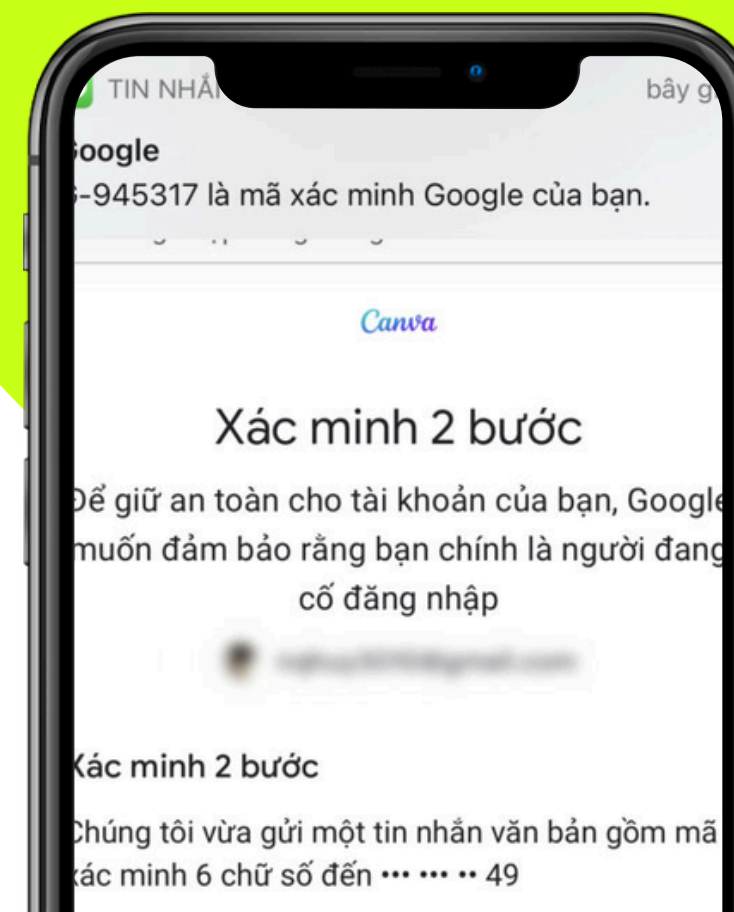 TIN NHẮ
bây g
oogle
-945317 là mã xác minh Google của bạn.
Canva
Xác minh 2 bước
Để giữ an toàn cho tài khoản của bạn, Google
muốn đảm bảo rằng bạn chính là người đang
cố đăng nhập
Xác minh 2 bước
Chúng tôi vừa gửi một tin nhắn văn bản gồm mã
xác minh 6 chữ số đến ••• ••• •• 49